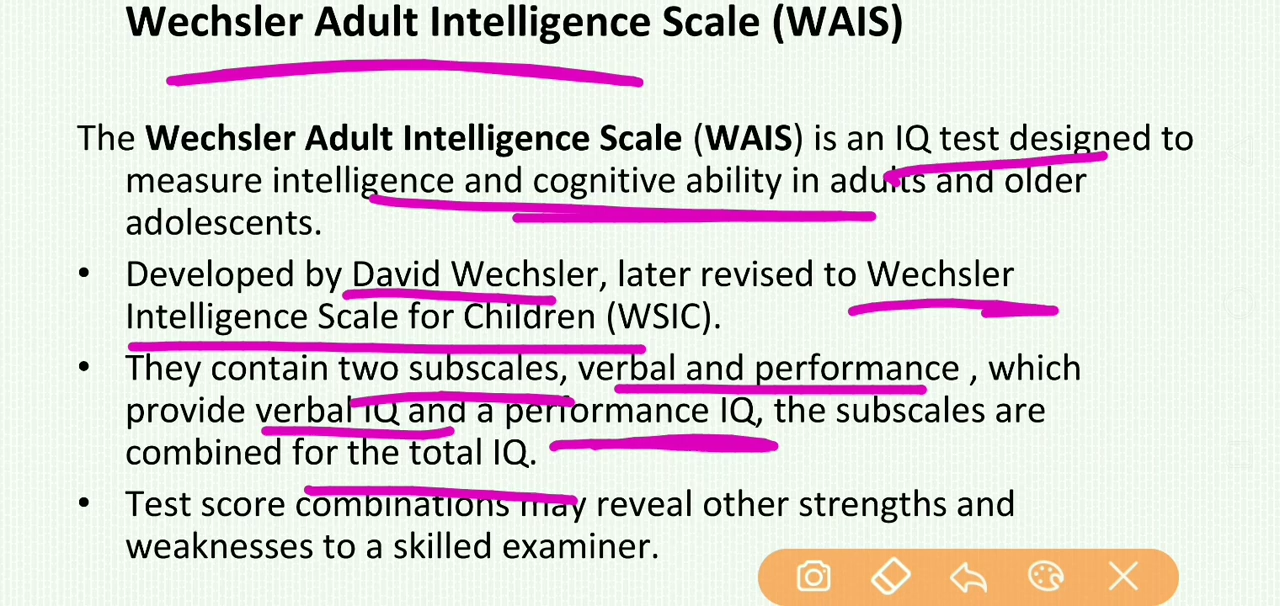 Wechsler Adult Intelligence Scale (WAIS)
The Wechsler Adult Intelligence Scale (WAIS) is an IQ test designed to
measure intelligence and cognitive ability in adults and older
adolescents.
• Developed by David Wechsler, later revised to Wechsler
Intelligence Scale for Children (WSIC).
• They contain two subscales, verbal and performance , which
provide verbal IQ and a performance IQ, the subscales are
combined for the total IQ.
• Test score combinations may reveal other strengths and
weaknesses to a skilled examiner.